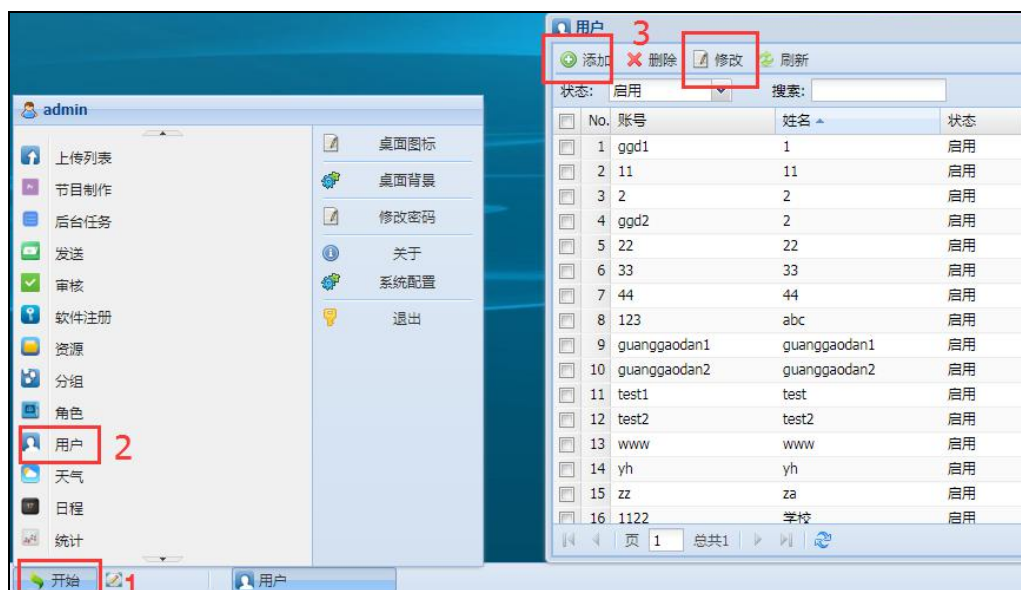 用户
3
添加 删除 修改 刷新
状态: 启用 搜索:
No. 账号 姓名 状态
1 ggd1 1 启用
2 11 11 启用
3 2 2 启用
4 ggd2 2 启用
5 22 22 启用
6 33 33 启用
7 44 44 启用
8 123 abc 启用
9 guanggaodan1 guanggaodan1 启用
10 guanggaodan2 guanggaodan2 启用
11 test1 test 启用
12 test2 test2 启用
13 www www 启用
14 yh yh 启用
15 zz za 启用
16 1122 学校 启用
页 1 总共1
admin
上传列表
节目制作
后台任务
发送
审核
软件注册
资源
分组
角色
用户 2
天气
日程
统计
桌面图标
桌面背景
修改密码
关于
系统配置
退出
开始 1 用户